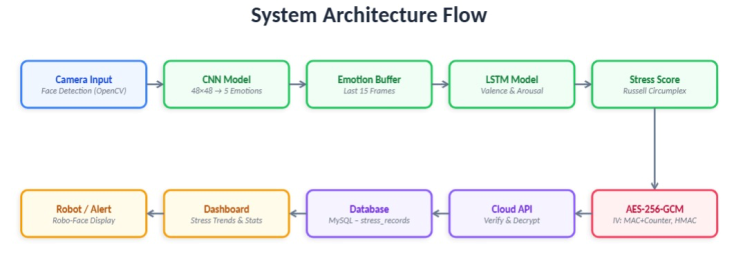 System Architecture Flow
Camera Input
Face Detection (OpenCV)
CNN Model
48×48 → 5 Emotions
Emotion Buffer
Last 15 Frames
LSTM Model
Valence & Arousal
Stress Score
Russell Circumplex
Robot / Alert
Robo-Face Display
Dashboard
Stress Trends & Stats
Database
MySQL – stress_records
Cloud API
Verify & Decrypt
AES-256-GCM
IV: MAC+Counter, HMAC